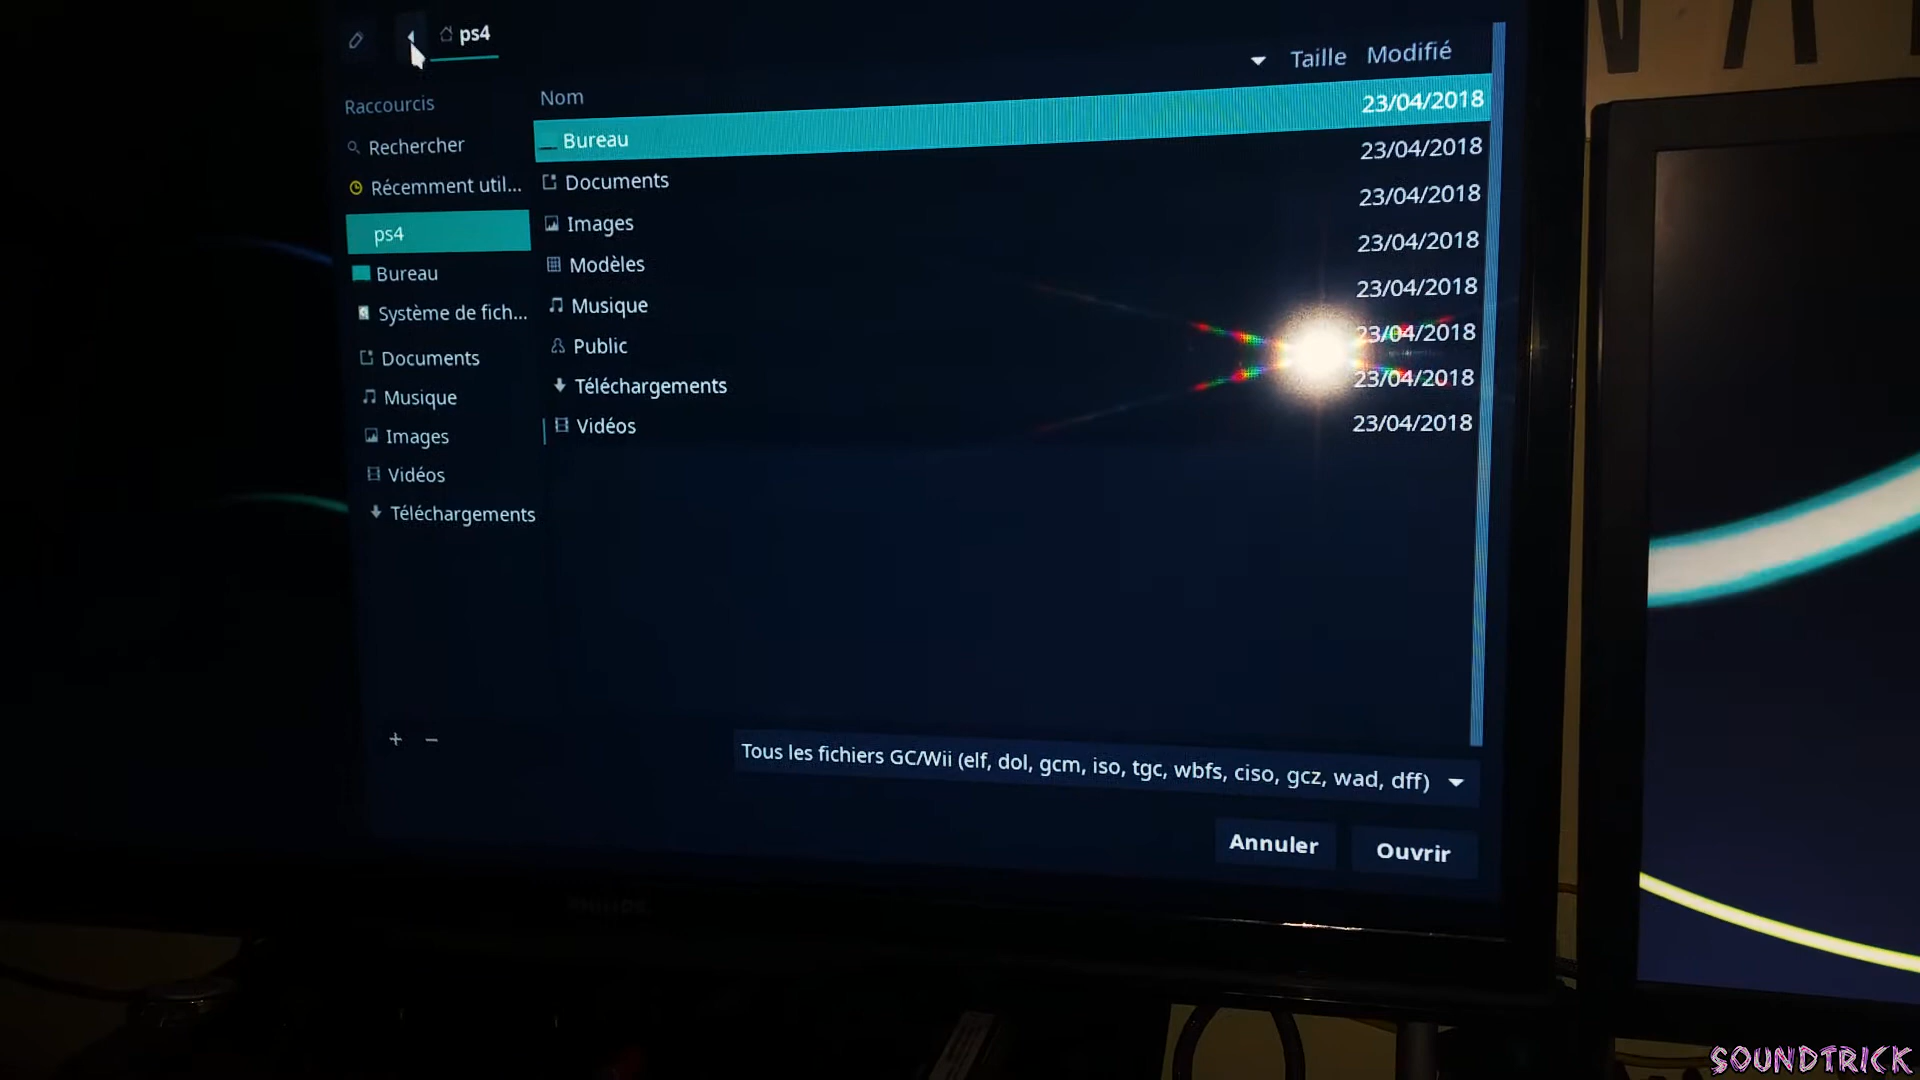 ps4
Taille Modifié
Raccourcis
Nom
Rechercher
Récemment util...
ps4
Bureau
Système de fich...
Documents
Musique
Images
Vidéos
Téléchargements
Bureau 23/04/2018
Documents 23/04/2018
Images 23/04/2018
Modèles 23/04/2018
Musique 23/04/2018
Public 23/04/2018
Téléchargements 23/04/2018
Vidéos 23/04/2018
+ −
Tous les fichiers GC/Wii (elf, dol, gcm, iso, tgc, wbfs, ciso, gcz, wad, dff)
Annuler Ouvrir
PHILIPS
SOUNDTRICK